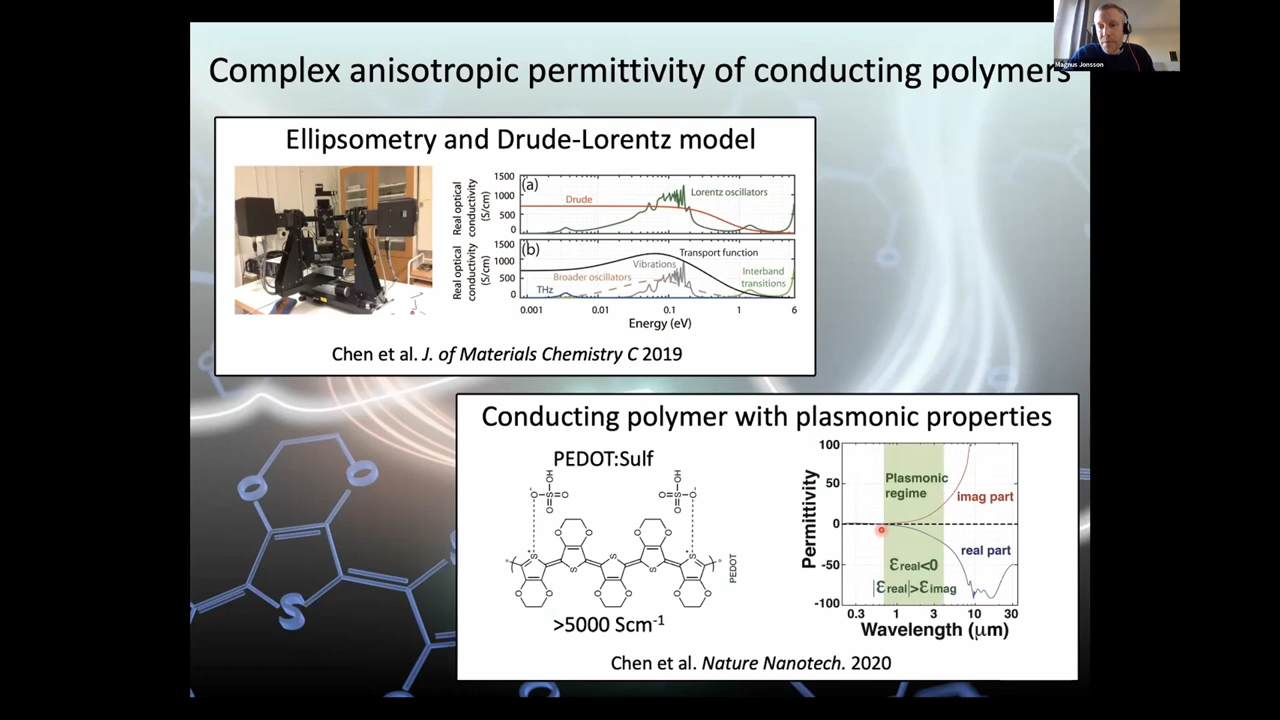 Complex anisotropic permittivity of conducting polymers
Magnus Jonsson
Ellipsometry and Drude-Lorentz model
Real optical
conductivity
(S/cm)
1500
1000
500
0
(a)
Drude
Lorentz oscillators
Real optical
conductivity
(S/cm)
1500
1000
500
0
(b)
Transport function
Vibrations
Broader oscillators
Interband
transitions
THz
0.001
0.01
0.1
1
6
Energy (eV)
Chen et al. J. of Materials Chemistry C 2019
Conducting polymer with plasmonic properties
PEDOT:Sulf
PEDOT
>5000 Scm-1
Permittivity
100
50
0
-50
-100
Plasmonic
regime
imag part
real part
Ɛreal<0
|Ɛreal|>Ɛimag
0.3
1
3
10
30
Wavelength (μm)
Chen et al. Nature Nanotech. 2020